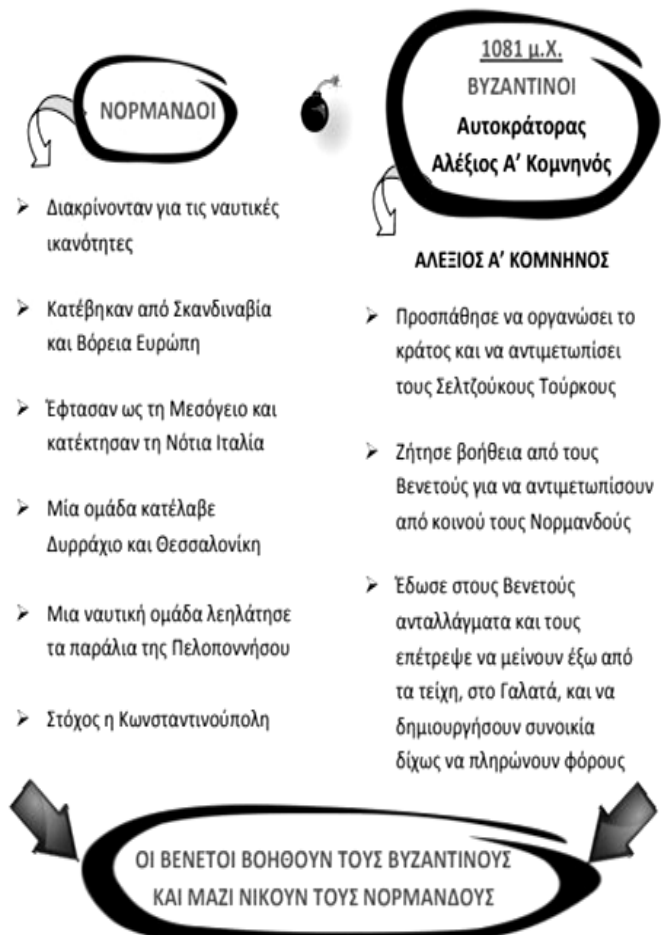 ΝΟΡΜΑΝΔΟΙ
Διακρίνονταν για τις ναυτικές
ικανότητες
Κατέβηκαν από Σκανδιναβία
και Βόρεια Ευρώπη
Έφτασαν ως τη Μεσόγειο και
κατέκτησαν τη Νότια Ιταλία
Μία ομάδα κατέλαβε
Δυρράχιο και Θεσσαλονίκη
Μια ναυτική ομάδα λεηλάτησε
τα παράλια της Πελοποννήσου
Στόχος η Κωνσταντινούπολη
1081 μ.Χ.
ΒΥΖΑΝΤΙΝΟΙ
Αυτοκράτορας
Αλέξιος Α’ Κομνηνός
ΑΛΕΞΙΟΣ Α’ ΚΟΜΝΗΝΟΣ
Προσπάθησε να οργανώσει το
κράτος και να αντιμετωπίσει
τους Σελτζούκους Τούρκους
Ζήτησε βοήθεια από τους
Βενετούς για να αντιμετωπίσουν
από κοινού τους Νορμανδούς
Έδωσε στους Βενετούς
ανταλλάγματα και τους
επέτρεψε να μείνουν έξω από
τα τείχη, στο Γαλατά, και να
δημιουργήσουν συνοικία
δίχως να πληρώνουν φόρους
ΟΙ ΒΕΝΕΤΟΙ ΒΟΗΘΟΥΝ ΤΟΥΣ ΒΥΖΑΝΤΙΝΟΥΣ
ΚΑΙ ΜΑΖΙ ΝΙΚΟΥΝ ΤΟΥΣ ΝΟΡΜΑΝΔΟΥΣ